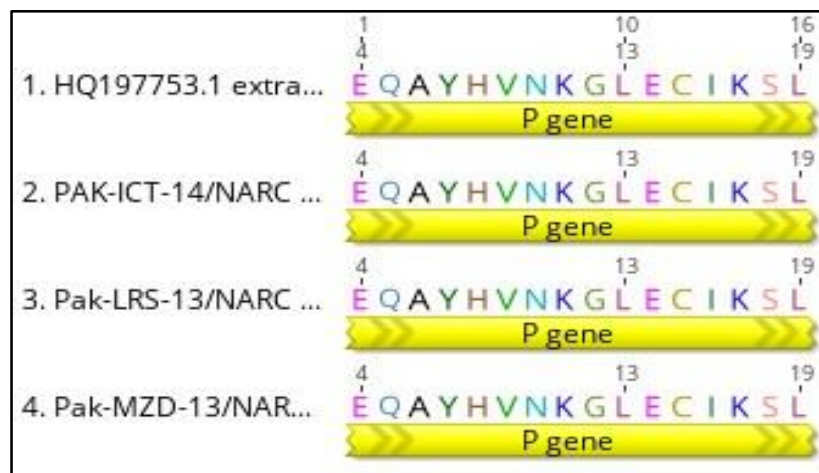 1 10 16
4 13 19
1. HQ197753.1 extra... E Q A Y H V N K G L E C I K S L
P gene
4 13 19
2. PAK-ICT-14/NARC ... E Q A Y H V N K G L E C I K S L
P gene
4 13 19
3. Pak-LRS-13/NARC ... E Q A Y H V N K G L E C I K S L
P gene
4 13 19
4. Pak-MZD-13/NAR... E Q A Y H V N K G L E C I K S L
P gene